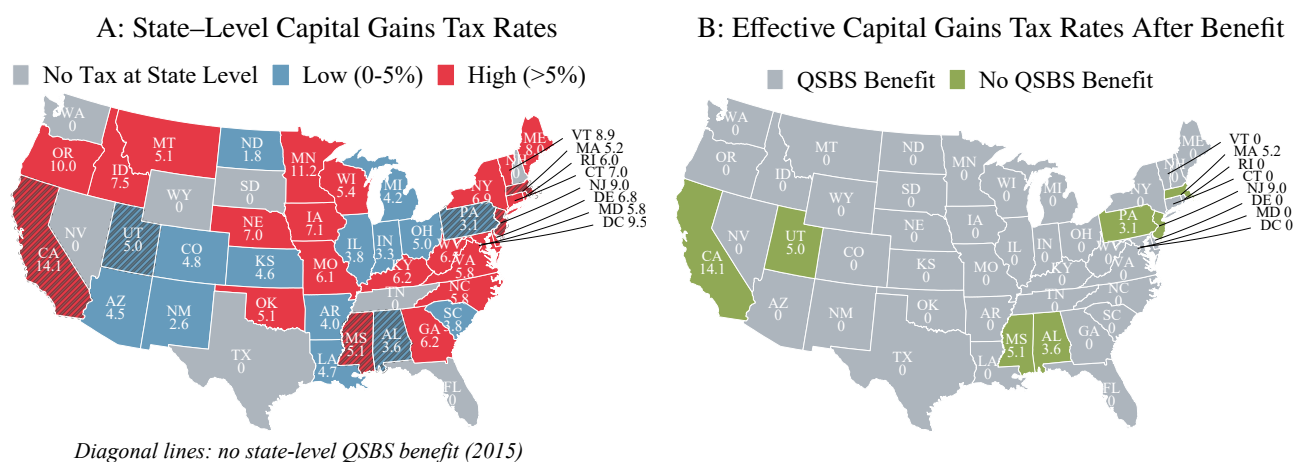 A: State–Level Capital Gains Tax Rates
No Tax at State Level
Low (0-5%)
High (>5%)
WA
0
OR
10.0
ID
7.5
MT
5.1
ND
1.8
SD
0
WY
0
NE
7.0
MN
11.2
WI
5.4
MI
4.2
IA
7.1
IL
3.8
IN
3.3
OH
5.0
PA
3.1
NY
6.9
ME
8.0
VT 8.9
MA 5.2
RI 6.0
CT 7.0
NJ 9.0
DE 6.8
MD 5.8
DC 9.5
CA
14.1
NV
0
UT
5.0
CO
4.8
KS
4.6
MO
6.1
KY
6.2
VA
5.8
NC
5.8
TN
0
SC
3.8
AZ
4.5
NM
2.6
OK
5.1
AR
4.0
MS
5.1
AL
3.6
GA
6.2
TX
0
LA
4.7
FL
0
Diagonal lines: no state-level QSBS benefit (2015)
B: Effective Capital Gains Tax Rates After Benefit
QSBS Benefit
No QSBS Benefit
WA
0
OR
0
ID
0
MT
0
ND
0
SD
0
WY
0
NE
0
MN
0
WI
0
MI
0
IA
0
IL
0
IN
0
OH
0
PA
3.1
NY
0
ME
0
VT 0
MA 5.2
RI 0
CT 0
NJ 9.0
DE 0
MD 0
DC 0
CA
14.1
NV
0
UT
5.0
CO
0
KS
0
MO
0
KY
0
VA
0
NC
0
TN
0
SC
0
AZ
0
NM
0
OK
0
AR
0
MS
5.1
AL
3.6
GA
0
TX
0
LA
0
FL
0